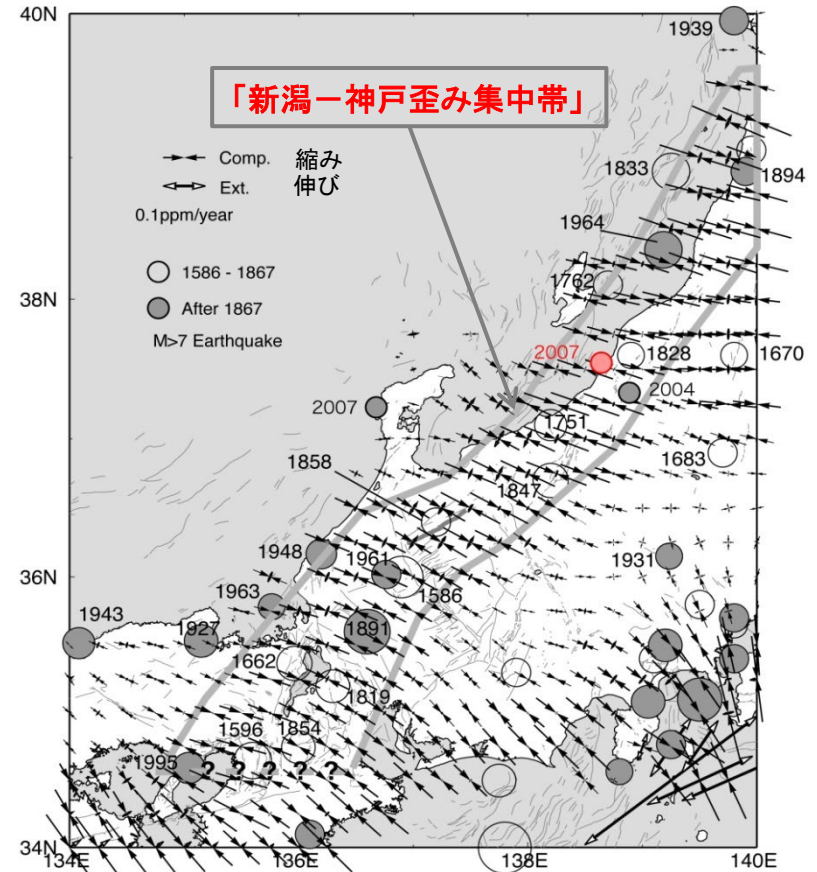 40N
1939
「新潟－神戸歪み集中帯」
Comp. 縮み
Ext. 伸び
0.1ppm/year
1586 - 1867
After 1867
M>7 Earthquake
1833
1894
1964
38N
1762
2007
1828
1670
2004
2007
1751
1683
1858
1847
1948
1961
1931
36N
1963
1586
1943
1927
1891
1662
1819
1596
1854
1995
? ? ? ? ?
34N
134E
136E
138E
140E